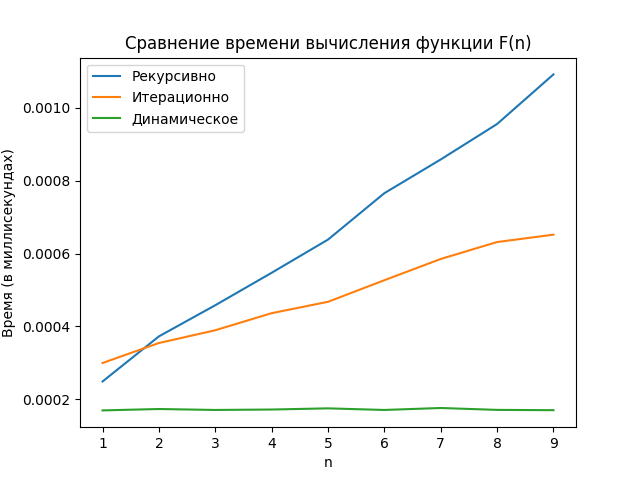 Сравнение времени вычисления функции F(n)
Рекурсивно
Итерационно
Динамическое
Время (в миллисекундах)
0.0010
0.0008
0.0006
0.0004
0.0002
1 2 3 4 5 6 7 8 9
n